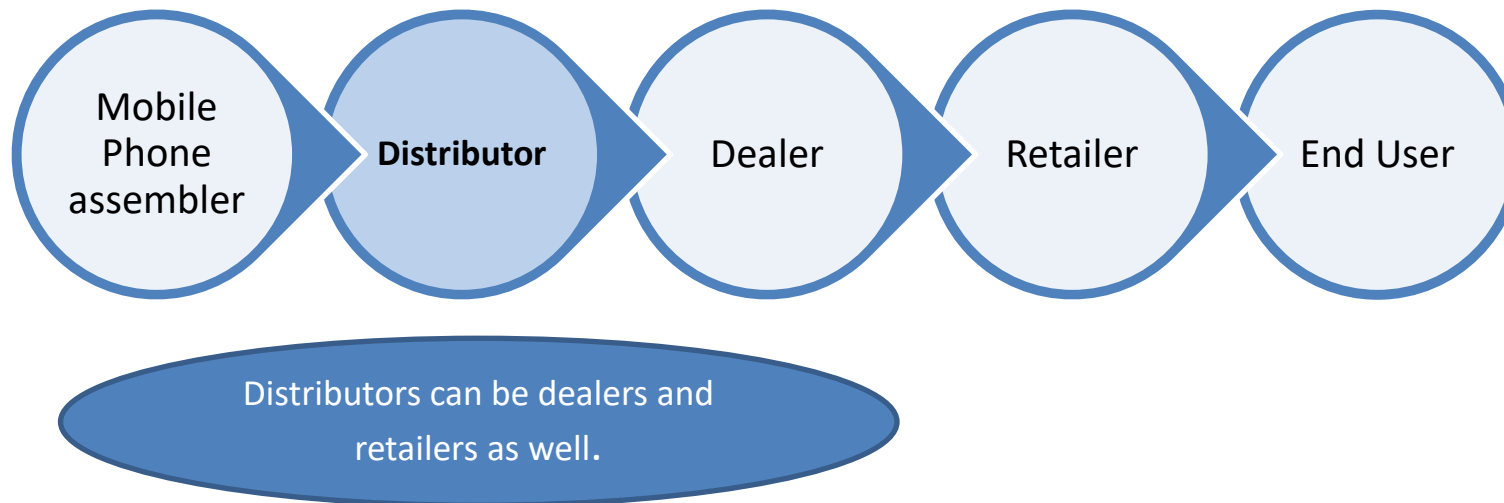 Mobile
Phone
assembler
Distributor
Dealer
Retailer
End User
Distributors can be dealers and
retailers as well.